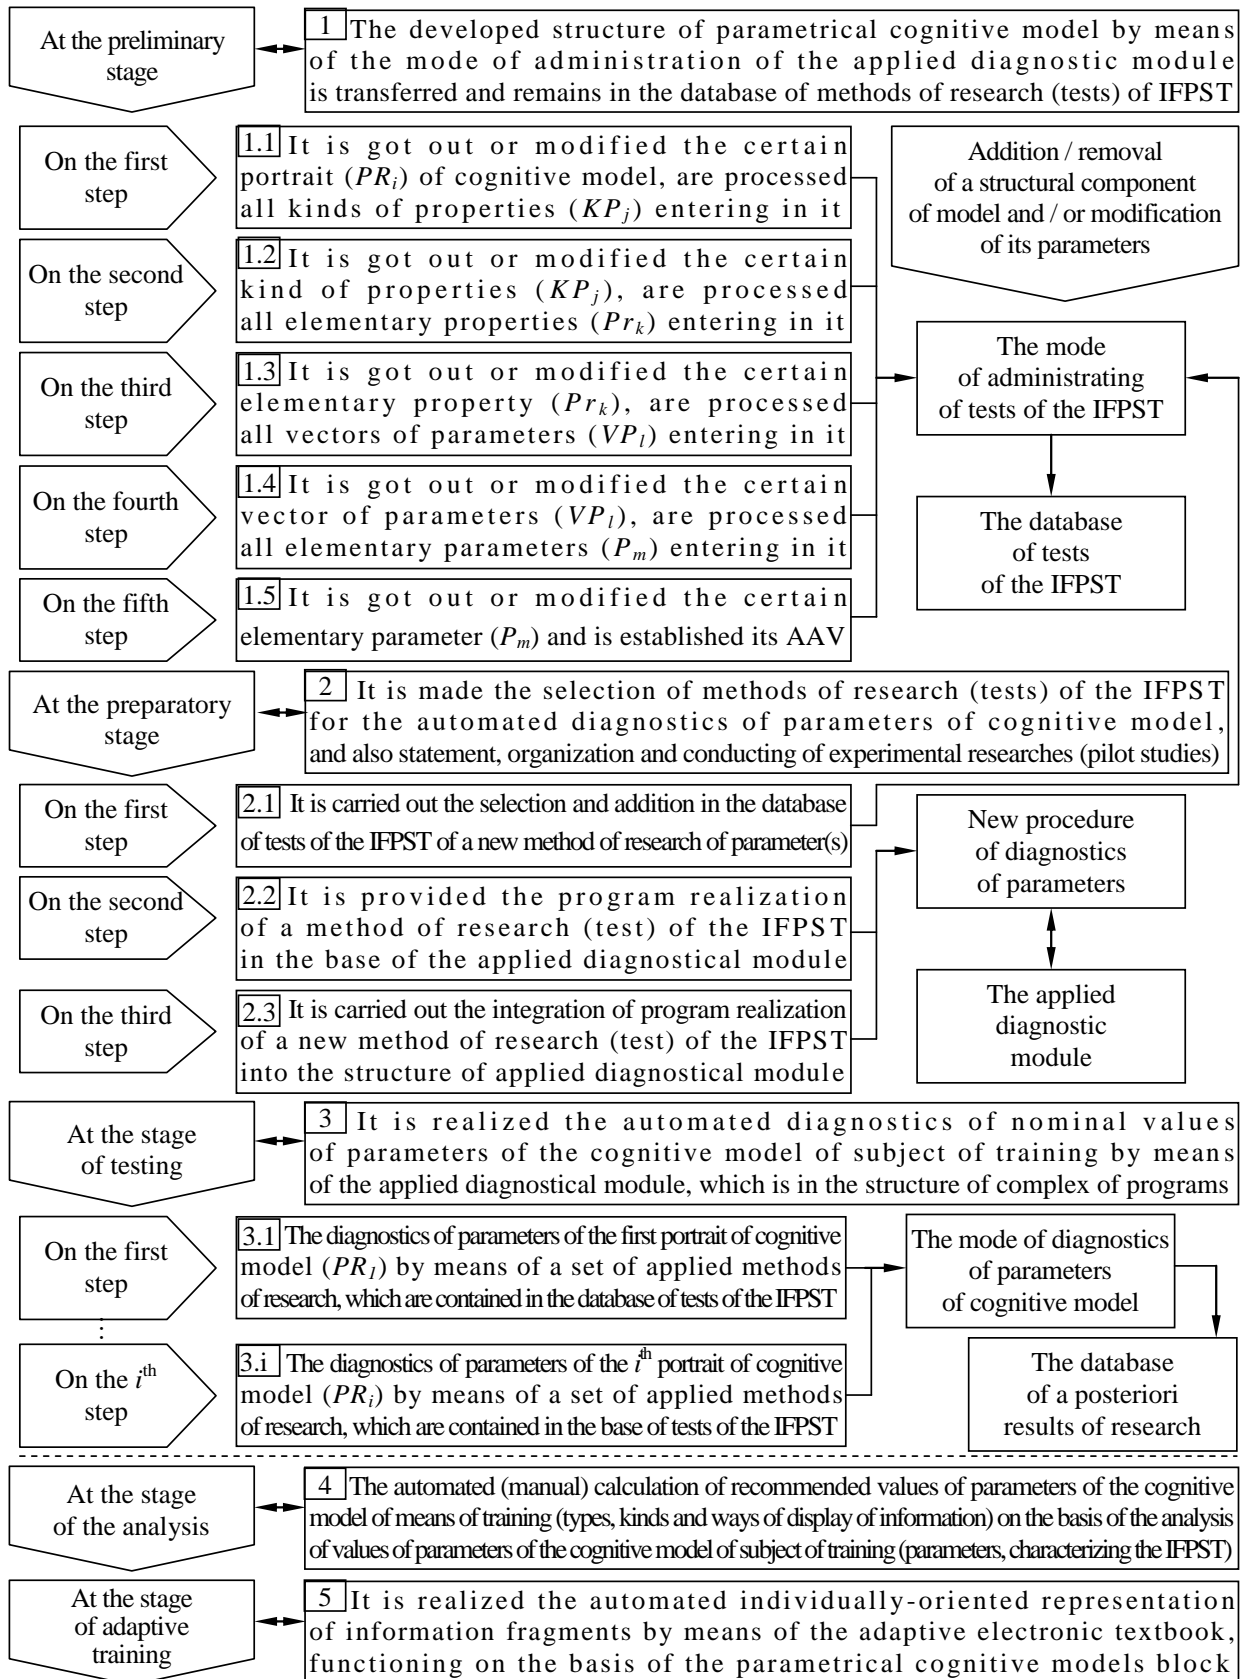 At the preliminary
stage
1 The developed structure of parametrical cognitive model by means
of the mode of administration of the applied diagnostic module
is transferred and remains in the database of methods of research (tests) of IFPST
On the first
step
1.1 It is got out or modified the certain
portrait (PRi) of cognitive model, are processed
all kinds of properties (KPj) entering in it
Addition / removal
of a structural component
of model and / or modification
of its parameters
On the second
step
1.2 It is got out or modified the certain
kind of properties (KPj), are processed
all elementary properties (Prk) entering in it
On the third
step
1.3 It is got out or modified the certain
elementary property (Prk), are processed
all vectors of parameters (VPl) entering in it
The mode
of administrating
of tests of the IFPST
On the fourth
step
1.4 It is got out or modified the certain
vector of parameters (VPl), are processed
all elementary parameters (Pm) entering in it
The database
of tests
of the IFPST
On the fifth
step
1.5 It is got out or modified the certain
elementary parameter (Pm) and is established its AAV
At the preparatory
stage
2 It is made the selection of methods of research (tests) of the IFPST
for the automated diagnostics of parameters of cognitive model,
and also statement, organization and conducting of experimental researches (pilot studies)
On the first
step
2.1 It is carried out the selection and addition in the database
of tests of the IFPST of a new method of research of parameter(s)
New procedure
of diagnostics
of parameters
On the second
step
2.2 It is provided the program realization
of a method of research (test) of the IFPST
in the base of the applied diagnostical module
On the third
step
2.3 It is carried out the integration of program realization
of a new method of research (test) of the IFPST
into the structure of applied diagnostical module
The applied
diagnostic
module
At the stage
of testing
3 It is realized the automated diagnostics of nominal values
of parameters of the cognitive model of subject of training by means
of the applied diagnostical module, which is in the structure of complex of programs
On the first
step
3.1 The diagnostics of parameters of the first portrait of cognitive
model (PR1) by means of a set of applied methods
of research, which are contained in the database of tests of the IFPST
The mode of diagnostics
of parameters
of cognitive model
...
On the ith
step
3.i The diagnostics of parameters of the ith portrait of cognitive
model (PRi) by means of a set of applied methods
of research, which are contained in the base of tests of the IFPST
The database
of a posteriori
results of research
At the stage
of the analysis
4 The automated (manual) calculation of recommended values of parameters of the cognitive
model of means of training (types, kinds and ways of display of information) on the basis of the analysis
of values of parameters of the cognitive model of subject of training (parameters, characterizing the IFPST)
At the stage
of adaptive
training
5 It is realized the automated individually-oriented representation
of information fragments by means of the adaptive electronic textbook,
functioning on the basis of the parametrical cognitive models block